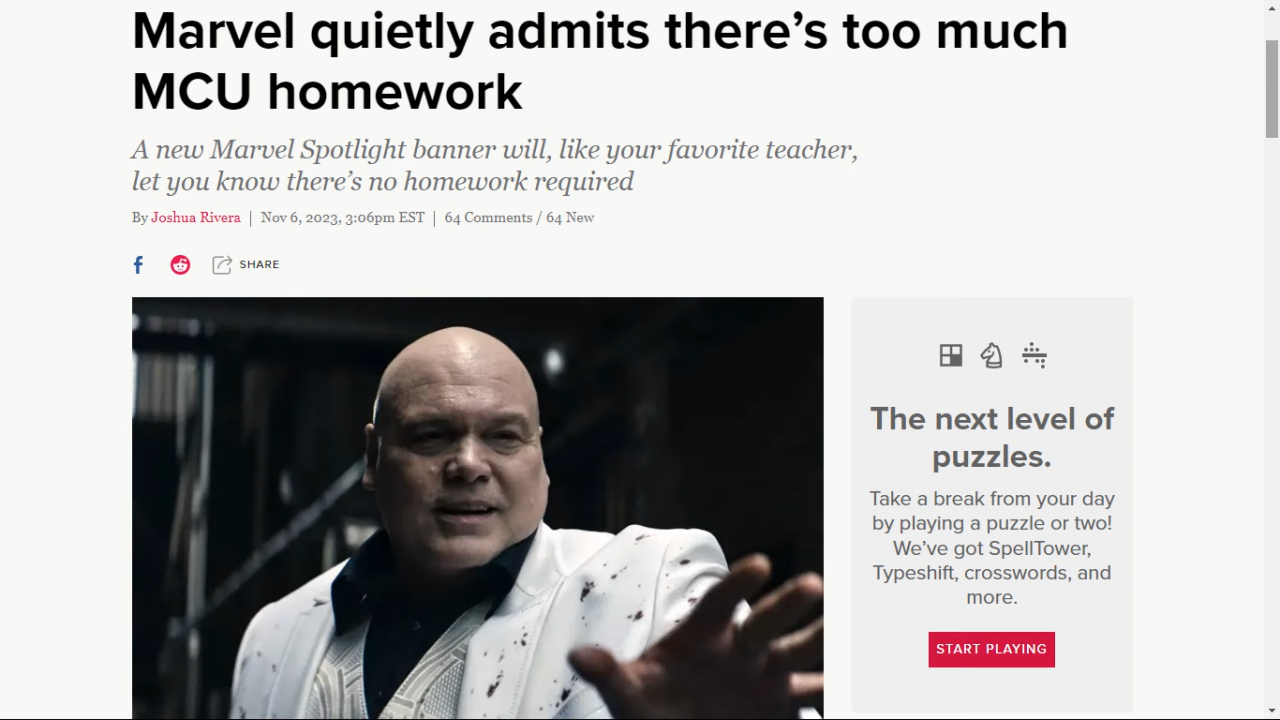 Marvel quietly admits there’s too much
MCU homework
A new Marvel Spotlight banner will, like your favorite teacher,
let you know there’s no homework required
By Joshua Rivera | Nov 6, 2023, 3:06pm EST | 64 Comments / 64 New
SHARE
The next level of
puzzles.
Take a break from your day
by playing a puzzle or two!
We’ve got SpellTower,
Typeshift, crosswords, and
more.
START PLAYING